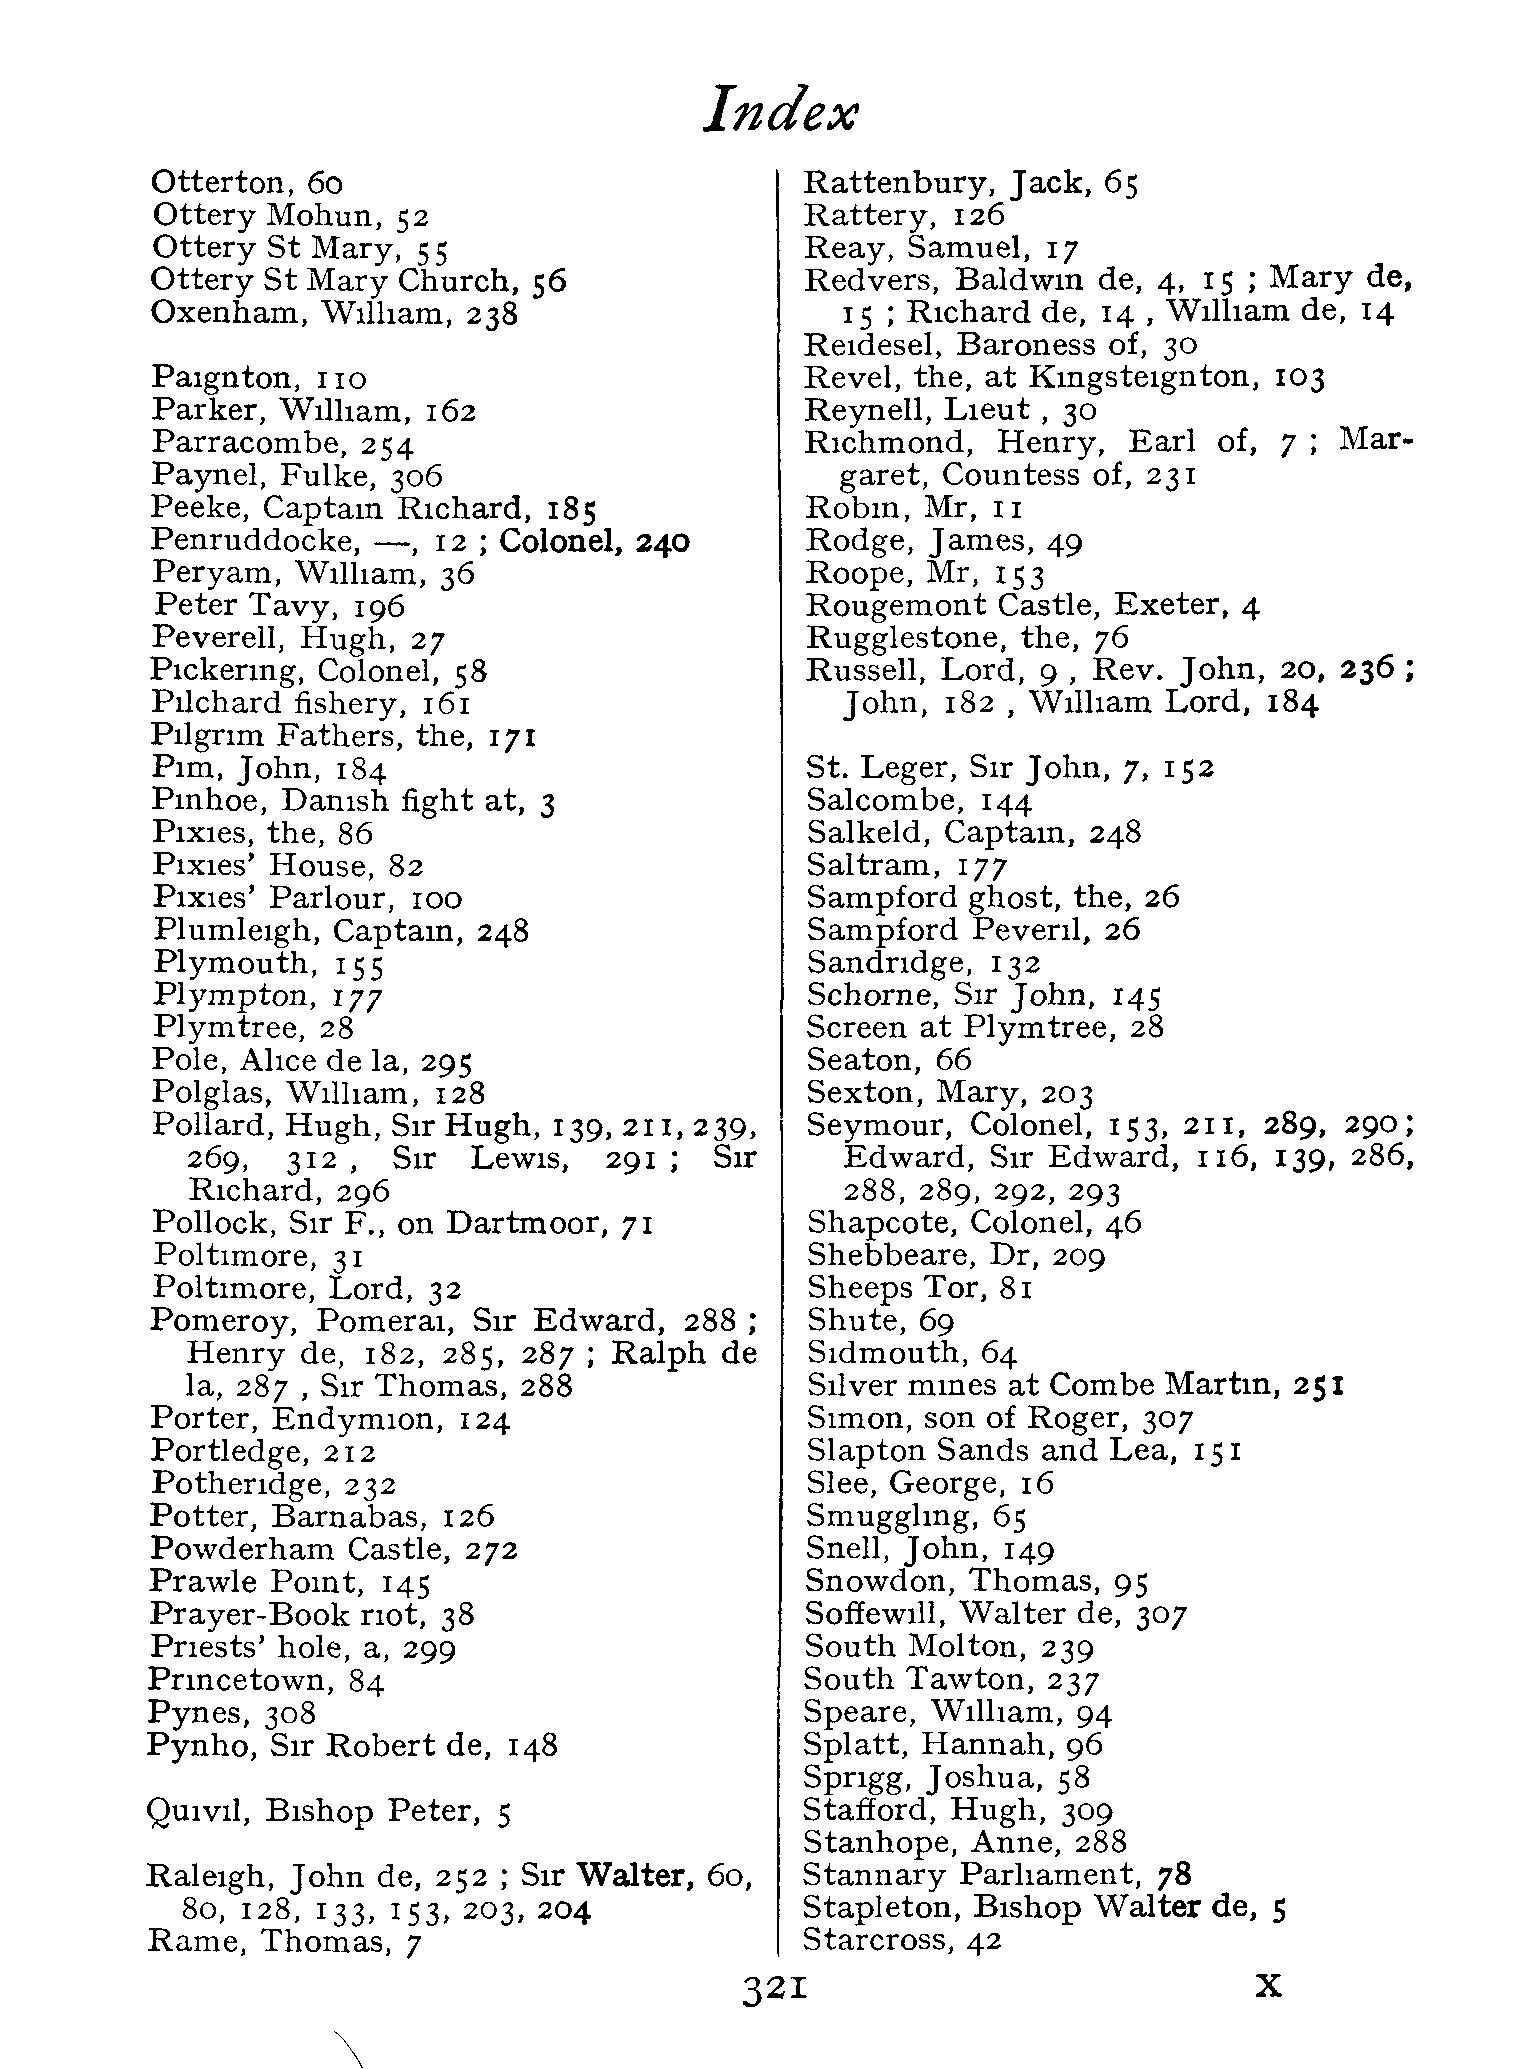 Index
Otterton, 60
Ottery Mohun, 52
Ottery St Mary, 55
Ottery St Mary Church, 56
Oxenham, William, 238
Paignton, 110
Parker, William, 162
Parracombe, 254
Paynel, Fulke, 306
Peeke, Captain Richard, 185
Penruddocke, —, 12 ; Colonel, 240
Peryam, William, 36
Peter Tavy, 196
Peverell, Hugh, 27
Pickering, Colonel, 58
Pilchard fishery, 161
Pilgrim Fathers, the, 171
Pim, John, 184
Pinhoe, Danish fight at, 3
Pixies, the, 86
Pixies' House, 82
Pixies' Parlour, 100
Plumleigh, Captain, 248
Plymouth, 155
Plympton, 177
Plymtree, 28
Pole, Alice de la, 295
Polglas, William, 128
Pollard, Hugh, Sir Hugh, 139, 211, 239,
269, 312 , Sir Lewis, 291 ; Sir
Richard, 296
Pollock, Sir F., on Dartmoor, 71
Poltimore, 31
Poltimore, Lord, 32
Pomeroy, Pomerai, Sir Edward, 288 ;
Henry de, 182, 285, 287 ; Ralph de
la, 287 , Sir Thomas, 288
Porter, Endymion, 124
Portledge, 212
Potheridge, 232
Potter, Barnabas, 126
Powderham Castle, 272
Prawle Point, 145
Prayer-Book riot, 38
Priests' hole, a, 299
Princetown, 84
Pynes, 308
Pynho, Sir Robert de, 148
Quivil, Bishop Peter, 5
Raleigh, John de, 252 ; Sir Walter, 60,
80, 128, 133, 153, 203, 204
Rame, Thomas, 7
Rattenbury, Jack, 65
Rattery, 126
Reay, Samuel, 17
Redvers, Baldwin de, 4, 15 ; Mary de,
15 ; Richard de, 14 , William de, 14
Reidesel, Baroness of, 30
Revel, the, at Kingsteignton, 103
Reynell, Lieut , 30
Richmond, Henry, Earl of, 7 ; Mar-
garet, Countess of, 231
Robin, Mr, 11
Rodge, James, 49
Roope, Mr, 153
Rougemont Castle, Exeter, 4
Rugglestone, the, 76
Russell, Lord, 9 , Rev. John, 20, 236 ;
John, 182 , William Lord, 184
St. Leger, Sir John, 7, 152
Salcombe, 144
Salkeld, Captain, 248
Saltram, 177
Sampford ghost, the, 26
Sampford Peveril, 26
Sandridge, 132
Schorne, Sir John, 145
Screen at Plymtree, 28
Seaton, 66
Sexton, Mary, 203
Seymour, Colonel, 153, 211, 289, 290 ;
Edward, Sir Edward, 116, 139, 286,
288, 289, 292, 293
Shapcote, Colonel, 46
Shebbeare, Dr, 209
Sheeps Tor, 81
Shute, 69
Sidmouth, 64
Silver mines at Combe Martin, 251
Simon, son of Roger, 307
Slapton Sands and Lea, 151
Slee, George, 16
Smuggling, 65
Snell, John, 149
Snowdon, Thomas, 95
Soffewill, Walter de, 307
South Molton, 239
South Tawton, 237
Speare, William, 94
Splatt, Hannah, 96
Sprigg, Joshua, 58
Stafford, Hugh, 309
Stanhope, Anne, 288
Stannary Parliament, 78
Stapleton, Bishop Walter de, 5
Starcross, 42
321 X